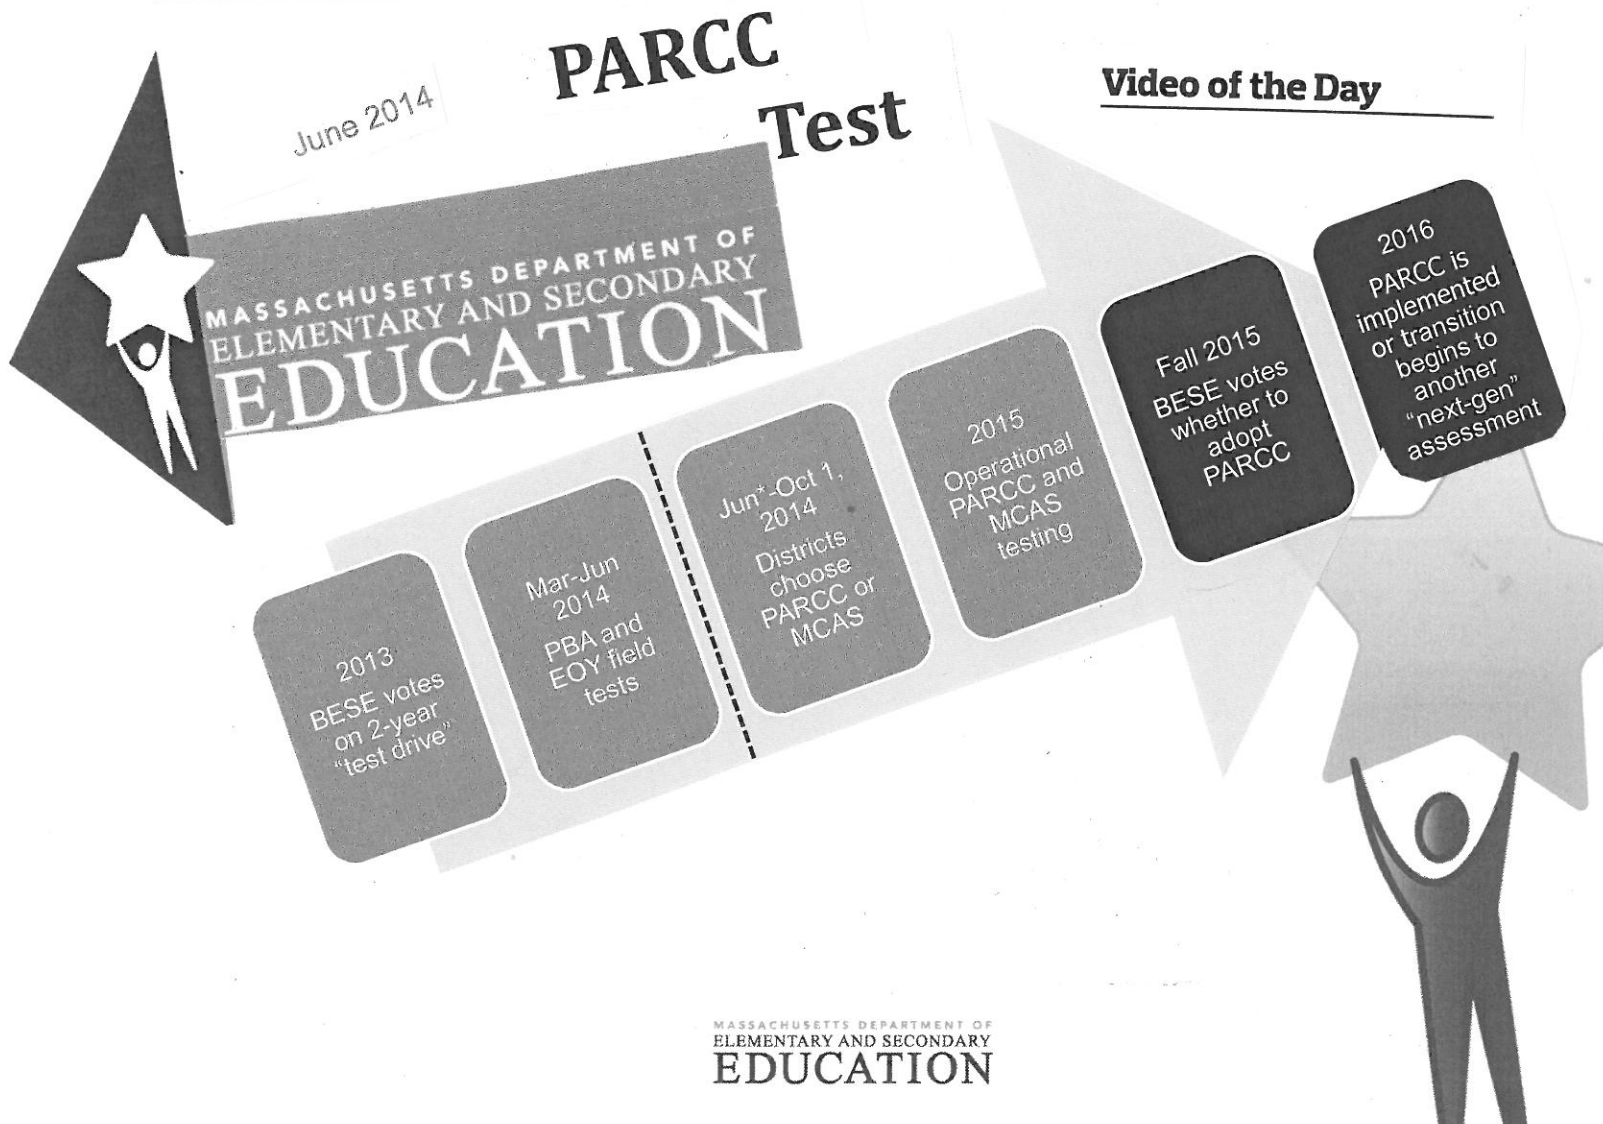 June 2014
PARCC
Test
Video of the Day
MASSACHUSETTS DEPARTMENT OF
ELEMENTARY AND SECONDARY
EDUCATION
2013
BESE votes
on 2-year
“test drive”
Mar-Jun
2014
PBA and
EOY field
tests
Jun*-Oct 1,
2014
Districts
choose
PARCC or
MCAS
2015
Operational
PARCC and
MCAS
testing
Fall 2015
BESE votes
whether to
adopt
PARCC
2016
PARCC is
implemented
or transition
begins to
another
“next-gen”
assessment
MASSACHUSETTS DEPARTMENT OF
ELEMENTARY AND SECONDARY
EDUCATION